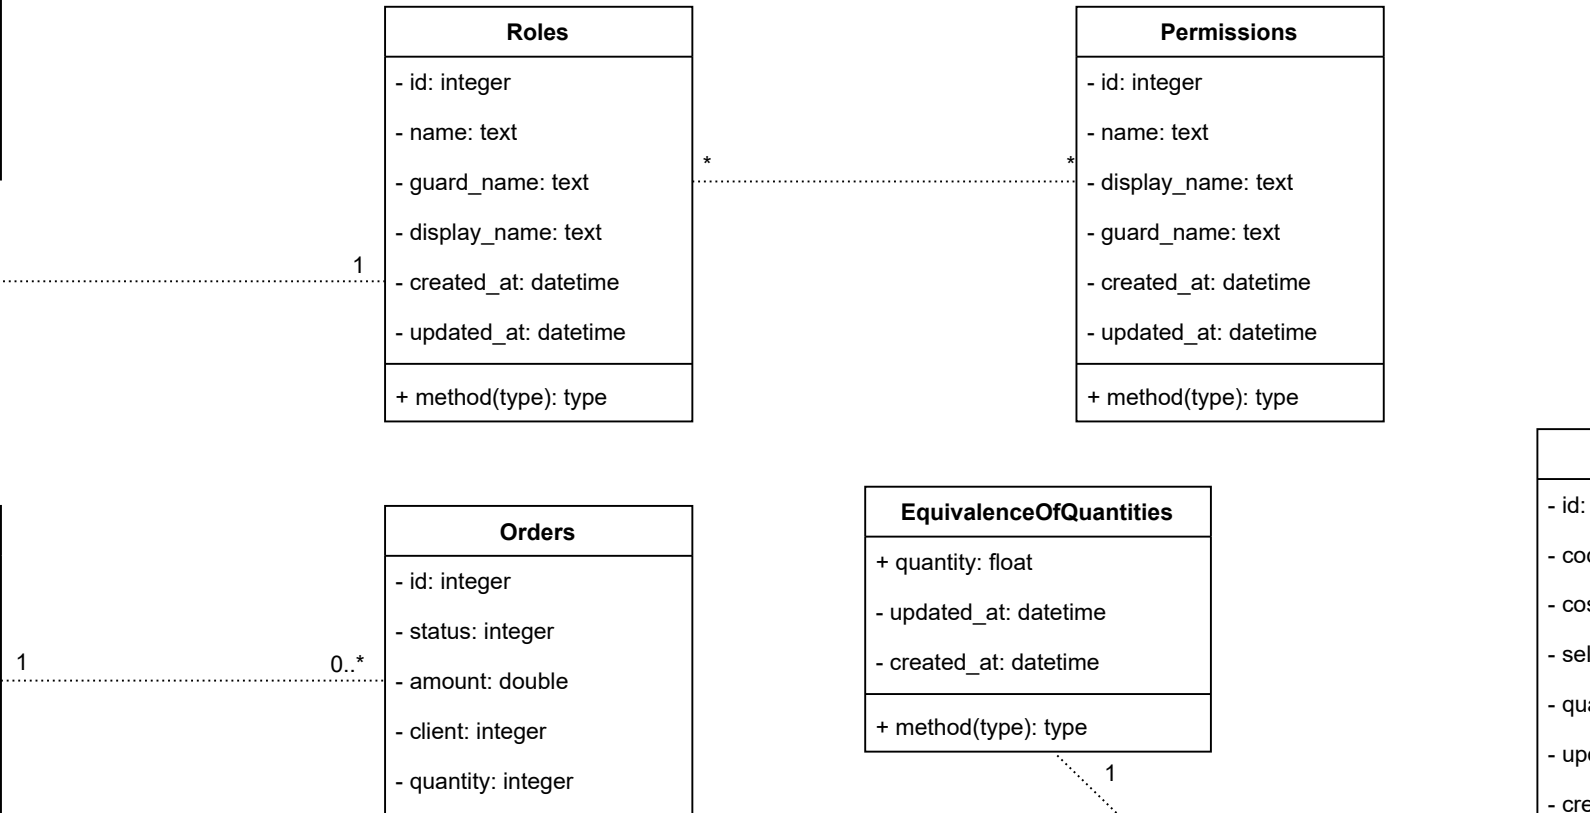 Roles
- id: integer
- name: text
- guard_name: text
- display_name: text
- created_at: datetime
- updated_at: datetime
+ method(type): type
1
*
*
Permissions
- id: integer
- name: text
- display_name: text
- guard_name: text
- created_at: datetime
- updated_at: datetime
+ method(type): type
1
0..*
Orders
- id: integer
- status: integer
- amount: double
- client: integer
- quantity: integer
EquivalenceOfQuantities
+ quantity: float
- updated_at: datetime
- created_at: datetime
+ method(type): type
1
- id: